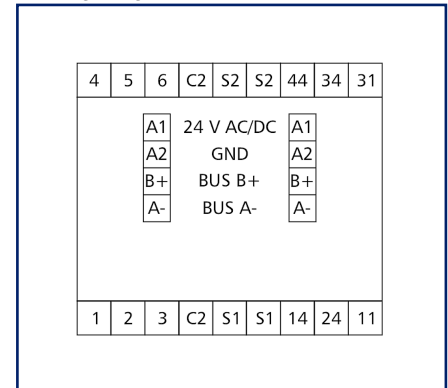 4 5 6 C2 S2 S2 44 34 31
A1 24 V AC/DC A1
A2 GND A2
B+ BUS B+ B+
A- BUS A- A-
1 2 3 C2 S1 S1 14 24 11